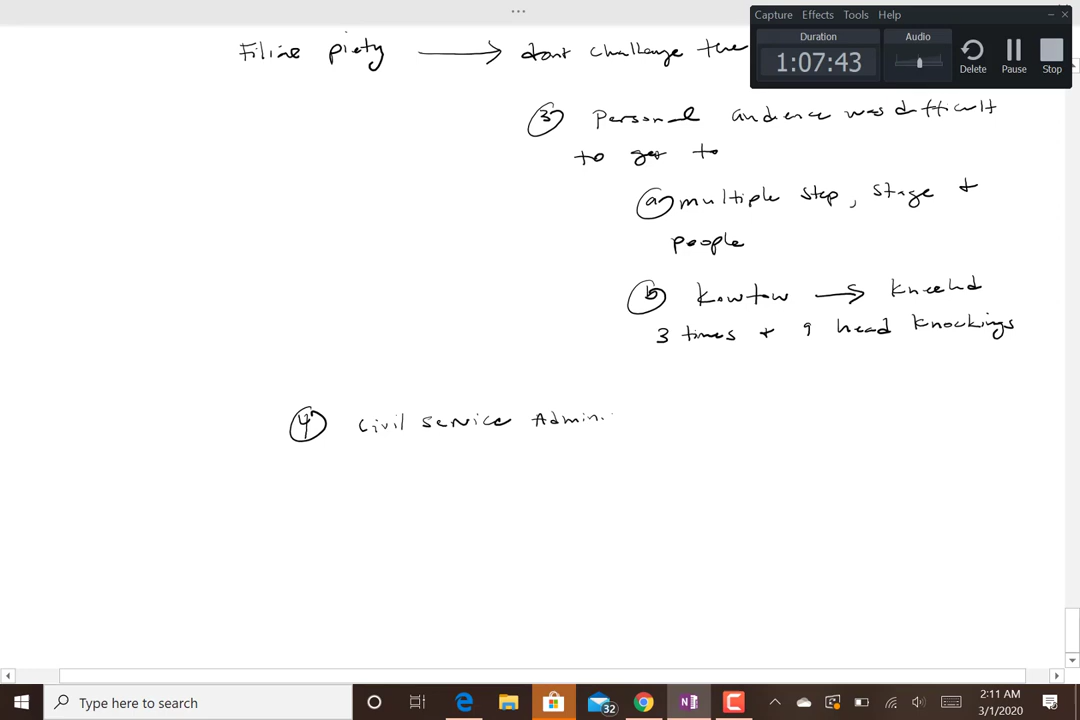 ...
Capture Effects Tools Help
Duration
1:07:43
Audio
Delete Pause Stop
Filine piety → dont challenge the
③ personal audience was difficult
to get to
ⓐ multiple step, stage +
people
ⓑ Kowtow → Kneeled
3 times + 9 head knockings
④ Civil Service Admin.
Type here to search
32
2:11 AM
3/1/2020